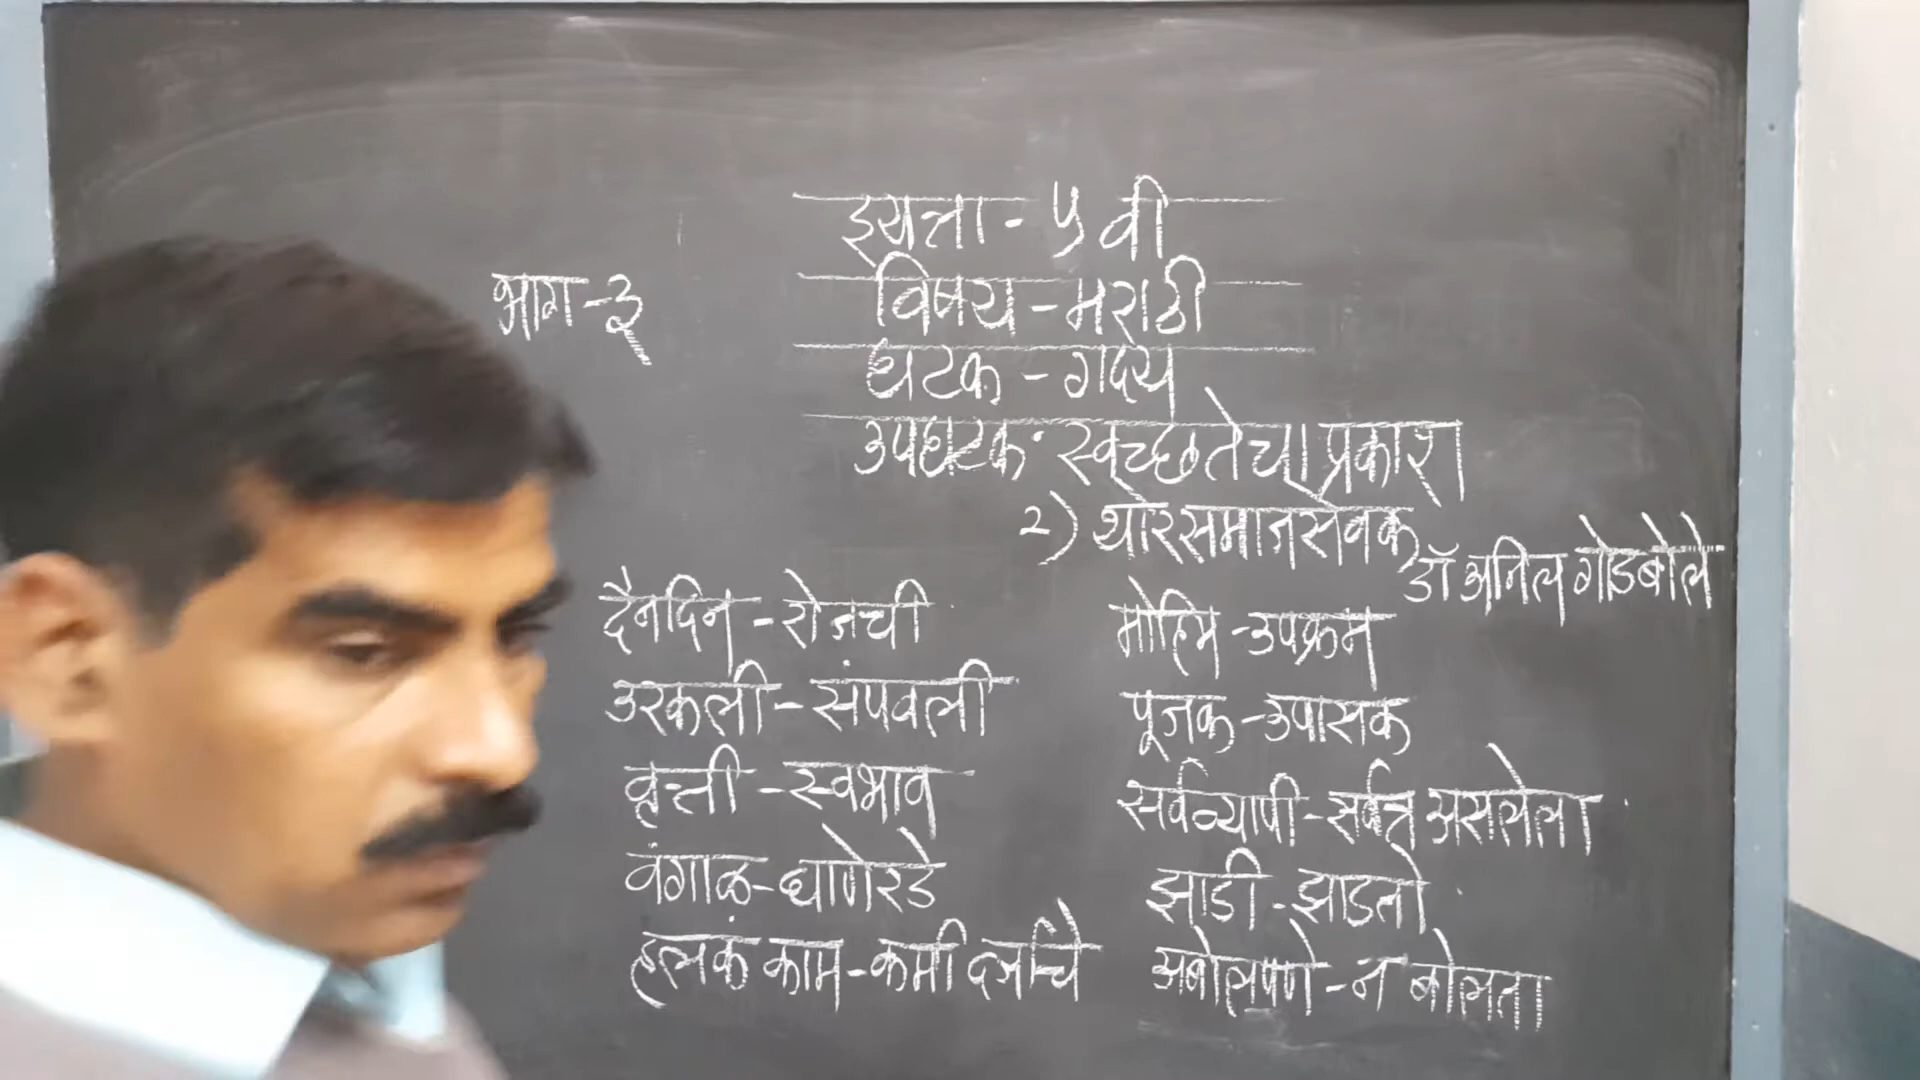 इयत्ता - ५ वी
भाग - ३
विषय - मराठी
घटक - गद्य
उपघटक - स्वच्छतेचा प्रकाश
२) थोर समाजसेवक
डॉ अनिल गोडबोले
दैनंदिन - रोजची
मोहिम - उपक्रम
उरकली - संपवली
पूजक - उपासक
वृत्ती - स्वभाव
सर्वव्यापी - सर्वत्र असलेला
वंगाळ - घाणेरडे
झाडी - झाडतो
हलकं काम - कमी दर्जाचे
अबोलपणे - न बोलता